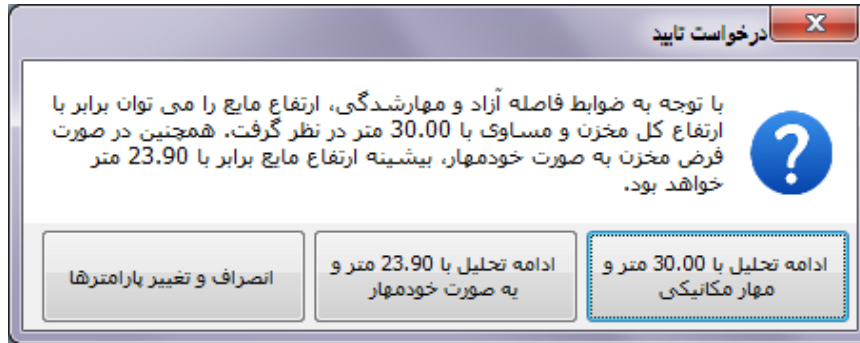 درخواست تایید
با توجه به ضوابط فاصله آزاد و مهارشدگی، ارتفاع مایع را می توان برابر با
ارتفاع کل مخزن و مساوی با 30.00 متر در نظر گرفت. همچنین در صورت
فرض مخزن به صورت خودمهار، بیشینه ارتفاع مایع برابر با 23.90 متر
خواهد بود.
ادامه تحلیل با 30.00 متر و
مهار مکانیکی
ادامه تحلیل با 23.90 متر و
به صورت خودمهار
انصراف و تغییر پارامترها